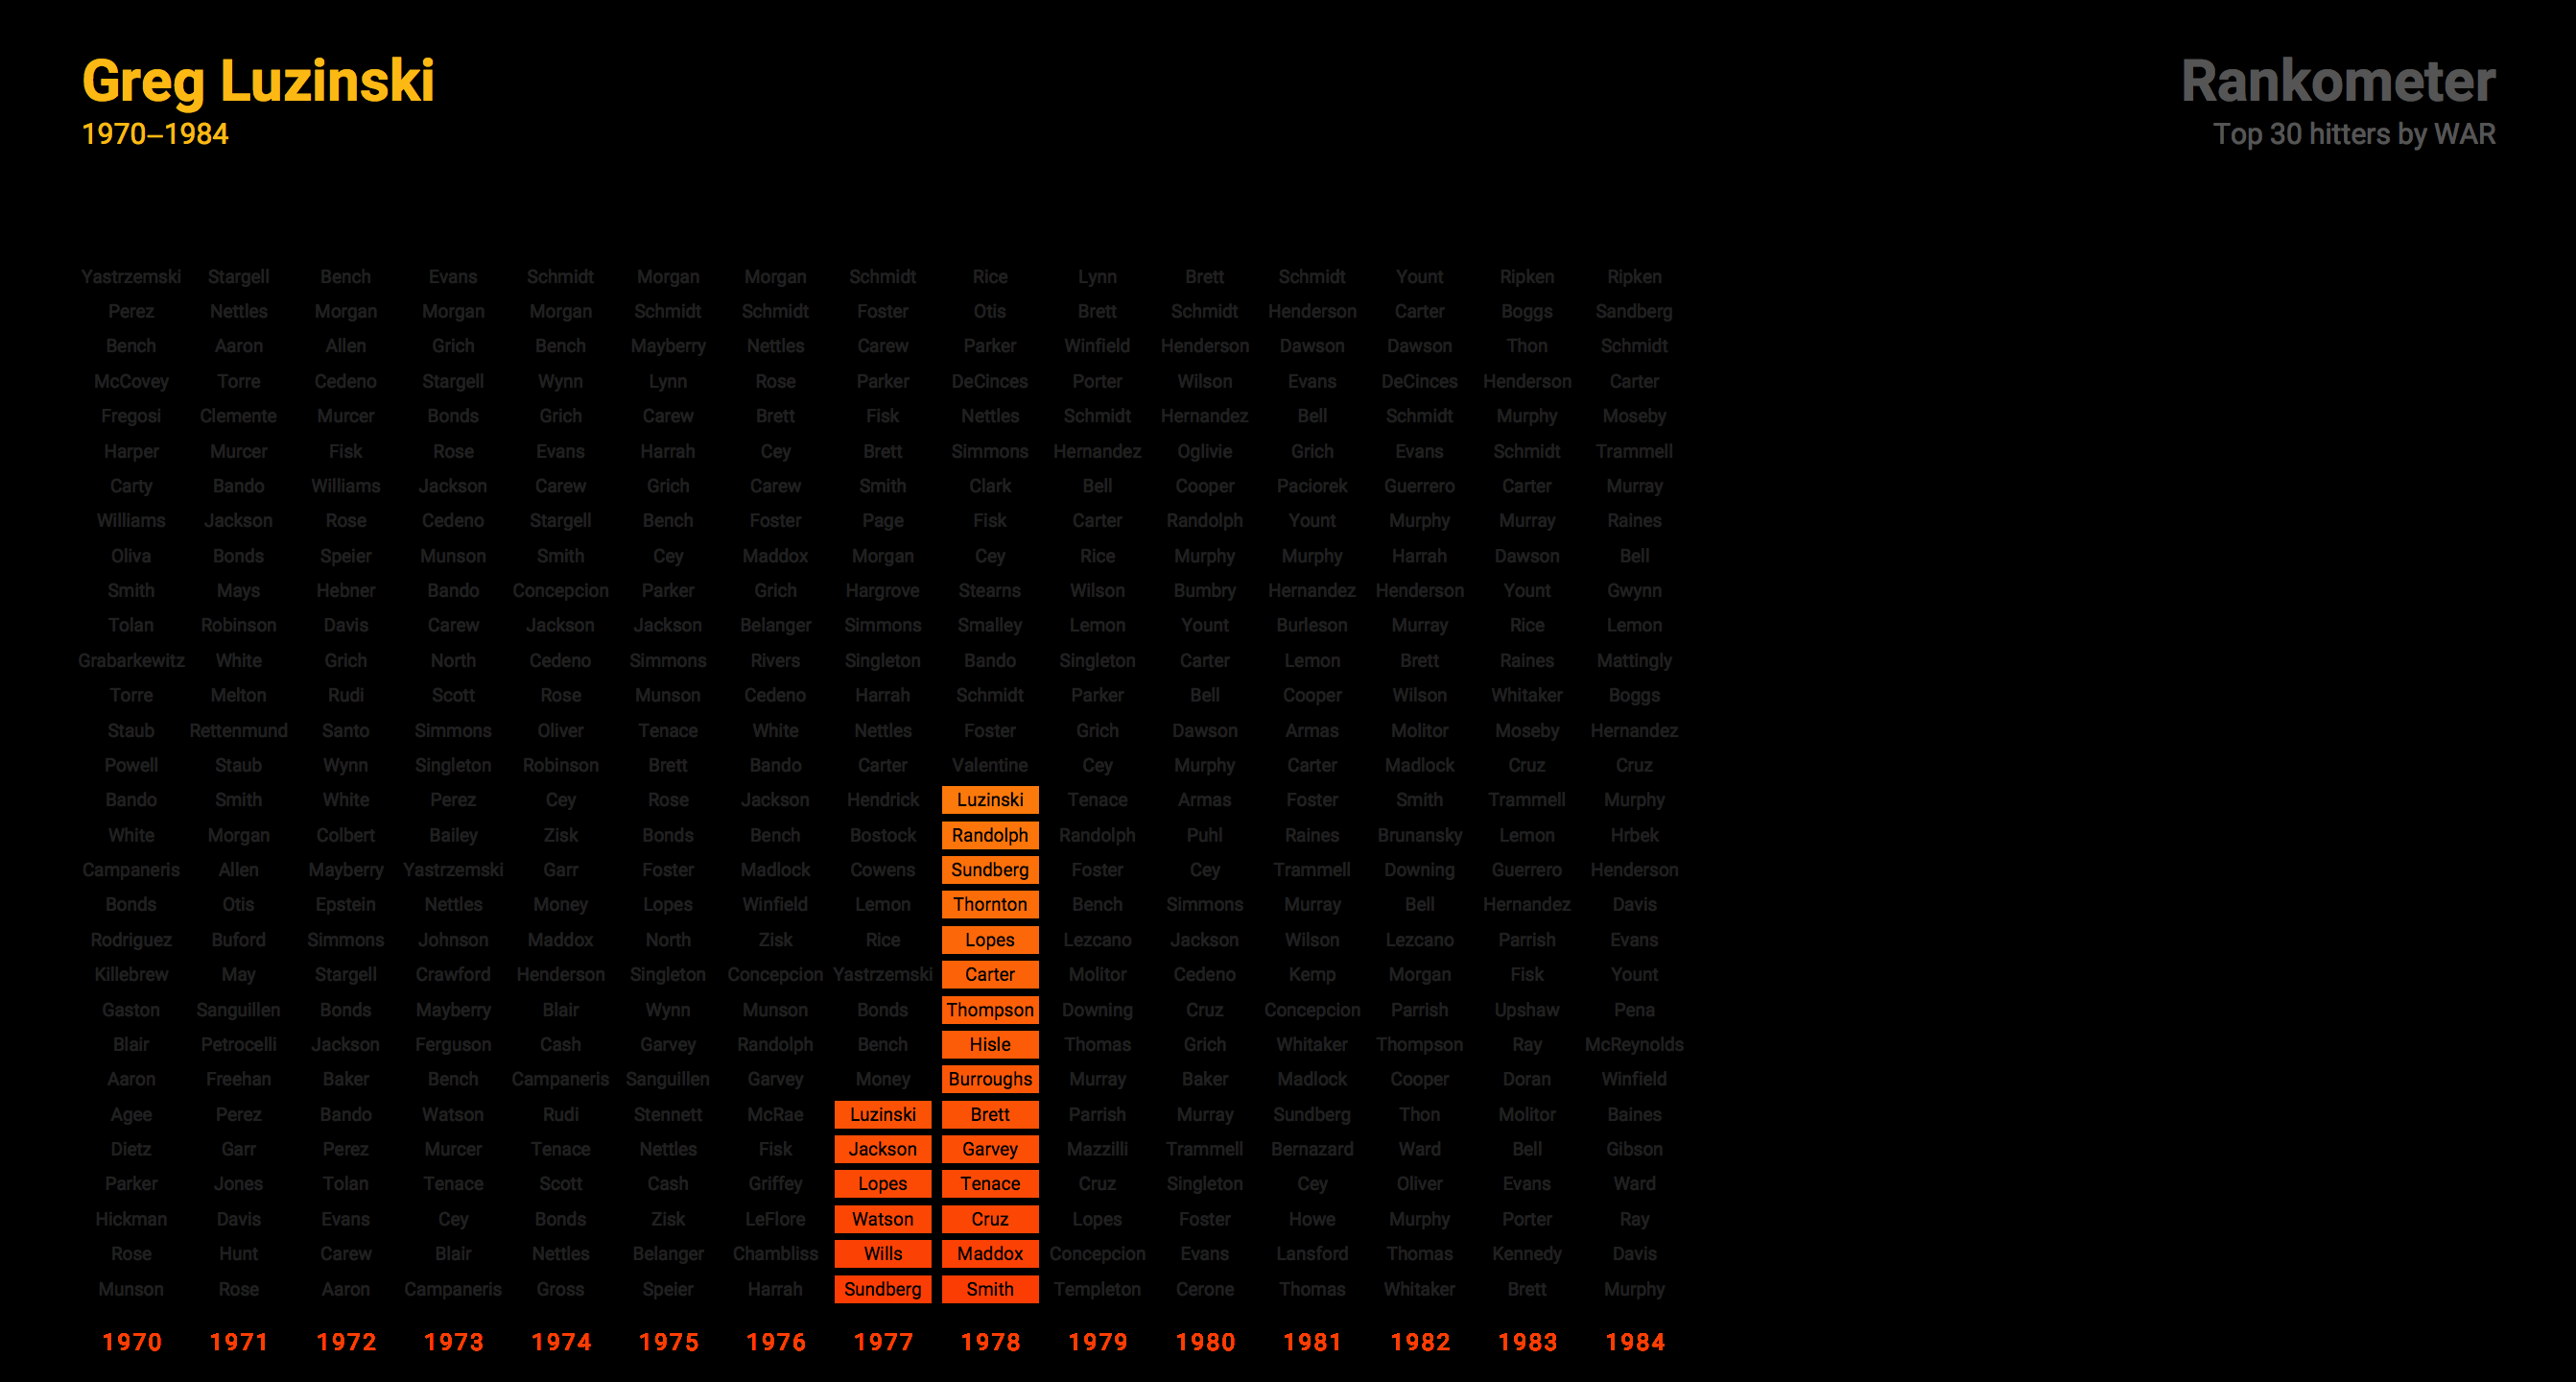 Greg Luzinski
1970–1984
Rankometer
Top 30 hitters by WAR
Yastrzemski Stargell Bench Evans Schmidt Morgan Morgan Schmidt Rice Lynn Brett Schmidt Yount Ripken Ripken
Perez Nettles Morgan Morgan Morgan Schmidt Schmidt Foster Otis Brett Schmidt Henderson Carter Boggs Sandberg
Bench Aaron Allen Grich Bench Mayberry Nettles Carew Parker Winfield Henderson Dawson Dawson Thon Schmidt
McCovey Torre Cedeno Stargell Wynn Lynn Rose Parker DeCinces Porter Wilson Evans DeCinces Henderson Carter
Fregosi Clemente Murcer Bonds Grich Carew Brett Fisk Nettles Schmidt Hernandez Bell Schmidt Murphy Moseby
Harper Murcer Fisk Rose Evans Harrah Cey Brett Simmons Hernandez Oglivie Grich Evans Schmidt Trammell
Carty Bando Williams Jackson Carew Grich Carew Smith Clark Bell Cooper Paciorek Guerrero Carter Murray
Williams Jackson Rose Cedeno Stargell Bench Foster Page Fisk Carter Randolph Yount Murphy Murray Raines
Oliva Bonds Speier Munson Smith Cey Maddox Morgan Cey Rice Murphy Murphy Harrah Dawson Bell
Smith Mays Hebner Bando Concepcion Parker Grich Hargrove Stearns Wilson Bumbry Hernandez Henderson Yount Gwynn
Tolan Robinson Davis Carew Jackson Jackson Belanger Simmons Smalley Lemon Yount Burleson Murray Rice Lemon
Grabarkewitz White Grich North Cedeno Simmons Rivers Singleton Bando Singleton Carter Lemon Brett Raines Mattingly
Torre Melton Rudi Scott Rose Munson Cedeno Harrah Schmidt Parker Bell Cooper Wilson Whitaker Boggs
Staub Rettenmund Santo Simmons Oliver Tenace White Nettles Foster Grich Dawson Armas Molitor Moseby Hernandez
Powell Staub Wynn Singleton Robinson Brett Bando Carter Valentine Cey Murphy Carter Madlock Cruz Cruz
Bando Smith White Perez Cey Rose Jackson Hendrick Luzinski Tenace Armas Foster Smith Trammell Murphy
White Morgan Colbert Bailey Zisk Bonds Bench Bostock Randolph Randolph Puhl Raines Brunansky Lemon Hrbek
Campaneris Allen Mayberry Yastrzemski Garr Foster Madlock Cowens Sundberg Foster Cey Trammell Downing Guerrero Henderson
Bonds Otis Epstein Nettles Money Lopes Winfield Lemon Thornton Bench Simmons Murray Bell Hernandez Davis
Rodriguez Buford Simmons Johnson Maddox North Zisk Rice Lopes Lezcano Jackson Wilson Lezcano Parrish Evans
Killebrew May Stargell Crawford Henderson Singleton Concepcion Yastrzemski Carter Molitor Cedeno Kemp Morgan Fisk Yount
Gaston Sanguillen Bonds Mayberry Blair Wynn Munson Bonds Thompson Downing Cruz Concepcion Parrish Upshaw Pena
Blair Petrocelli Jackson Ferguson Cash Garvey Randolph Bench Hisle Thomas Grich Whitaker Thompson Ray McReynolds
Aaron Freehan Baker Bench Campaneris Sanguillen Garvey Money Burroughs Murray Baker Madlock Cooper Doran Winfield
Agee Perez Bando Watson Rudi Stennett McRae Luzinski Brett Parrish Murray Sundberg Thon Molitor Baines
Dietz Garr Perez Murcer Tenace Nettles Fisk Jackson Garvey Mazzilli Trammell Bernazard Ward Bell Gibson
Parker Jones Tolan Tenace Scott Cash Griffey Lopes Tenace Cruz Singleton Cey Oliver Evans Ward
Hickman Davis Evans Cey Bonds Zisk LeFlore Watson Cruz Lopes Foster Howe Murphy Porter Ray
Rose Hunt Carew Blair Nettles Belanger Chambliss Wills Maddox Concepcion Evans Lansford Thomas Kennedy Davis
Munson Rose Aaron Campaneris Gross Speier Harrah Sundberg Smith Templeton Cerone Thomas Whitaker Brett Murphy
1970 1971 1972 1973 1974 1975 1976 1977 1978 1979 1980 1981 1982 1983 1984